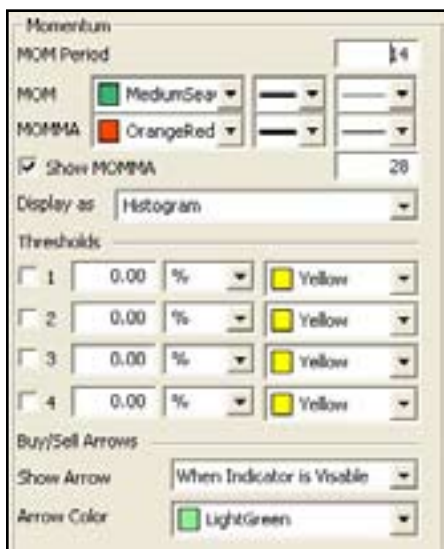 Momentum
MOM Period 14
MOM MediumSea
MOMMA OrangeRed
Show MOMMA 28
Display as Histogram
Thresholds
1 0.00 % Yellow
2 0.00 % Yellow
3 0.00 % Yellow
4 0.00 % Yellow
Buy/Sell Arrows
Show Arrow When Indicator is Visable
Arrow Color LightGreen